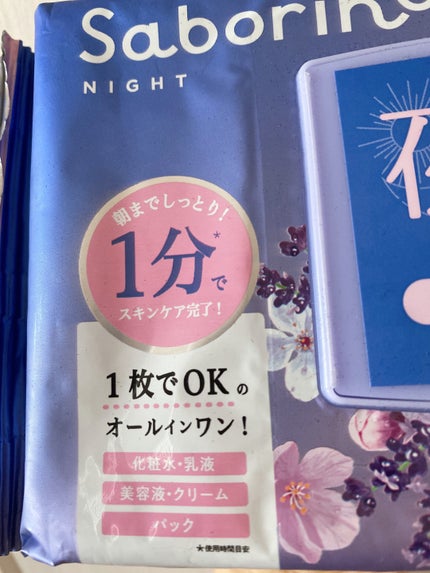 Saborino
NIGHT
朝までしっとり!
1分*で
スキンケア完了!
1枚でOKの
オールインワン!
化粧水・乳液
美容液・クリーム
パック
*使用時間目安